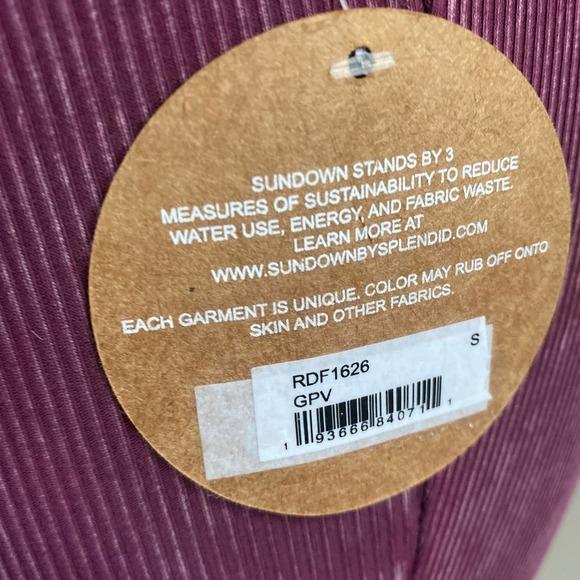 SUNDOWN STANDS BY 3
MEASURES OF SUSTAINABILITY TO REDUCE
WATER USE, ENERGY, AND FABRIC WASTE.
LEARN MORE AT
WWW.SUNDOWNBYSPLENDID.COM
EACH GARMENT IS UNIQUE. COLOR MAY RUB OFF ONTO
SKIN AND OTHER FABRICS.
RDF1626 S
GPV
1 93666 84071 1